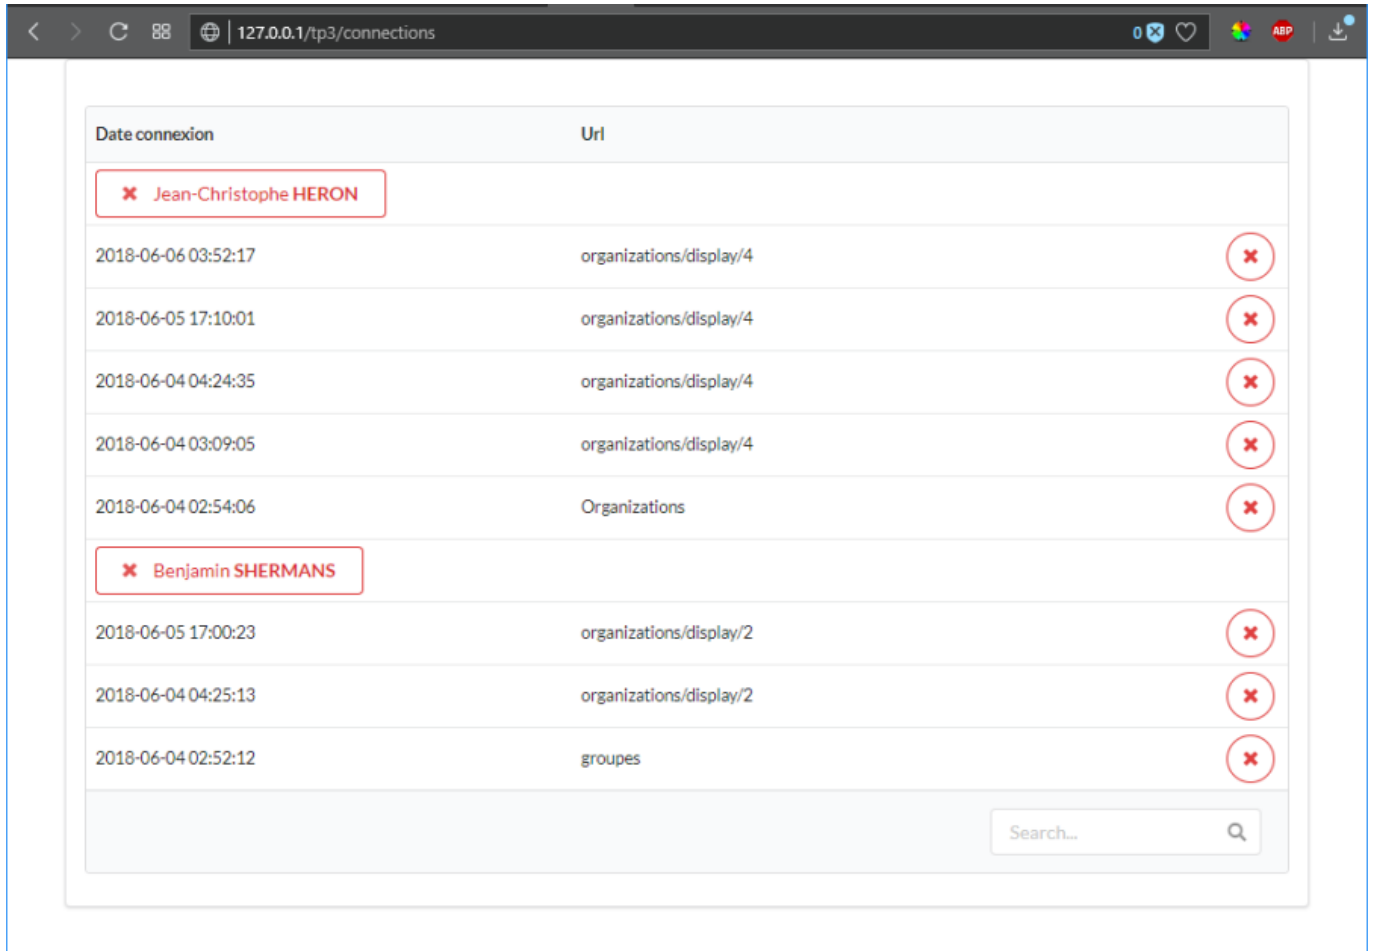 127.0.0.1/tp3/connections 0 ABP
Date connexion Url
Jean-Christophe HERON
2018-06-06 03:52:17 organizations/display/4
2018-06-05 17:10:01 organizations/display/4
2018-06-04 04:24:35 organizations/display/4
2018-06-04 03:09:05 organizations/display/4
2018-06-04 02:54:06 Organizations
Benjamin SHERMANS
2018-06-05 17:00:23 organizations/display/2
2018-06-04 04:25:13 organizations/display/2
2018-06-04 02:52:12 groupes
Search...